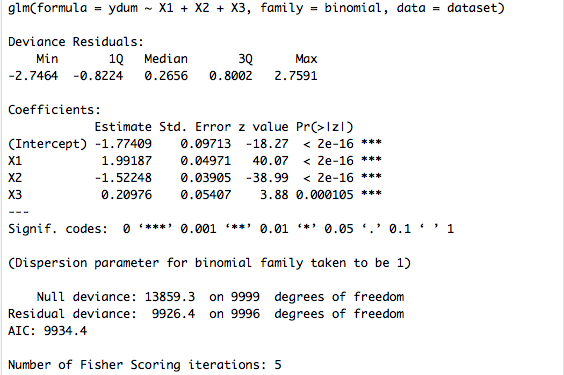 glm(formula = ydum ~ X1 + X2 + X3, family = binomial, data = dataset)
Deviance Residuals:
Min 1Q Median 3Q Max
-2.7464 -0.8224 0.2656 0.8002 2.7591
Coefficients:
Estimate Std. Error z value Pr(>|z|)
(Intercept) -1.77409 0.09713 -18.27 < 2e-16 ***
X1 1.99187 0.04971 40.07 < 2e-16 ***
X2 -1.52248 0.03905 -38.99 < 2e-16 ***
X3 0.20976 0.05407 3.88 0.000105 ***
---
Signif. codes: 0 ‘***’ 0.001 ‘**’ 0.01 ‘*’ 0.05 ‘.’ 0.1 ‘ ’ 1
(Dispersion parameter for binomial family taken to be 1)
Null deviance: 13859.3 on 9999 degrees of freedom
Residual deviance: 9926.4 on 9996 degrees of freedom
AIC: 9934.4
Number of Fisher Scoring iterations: 5